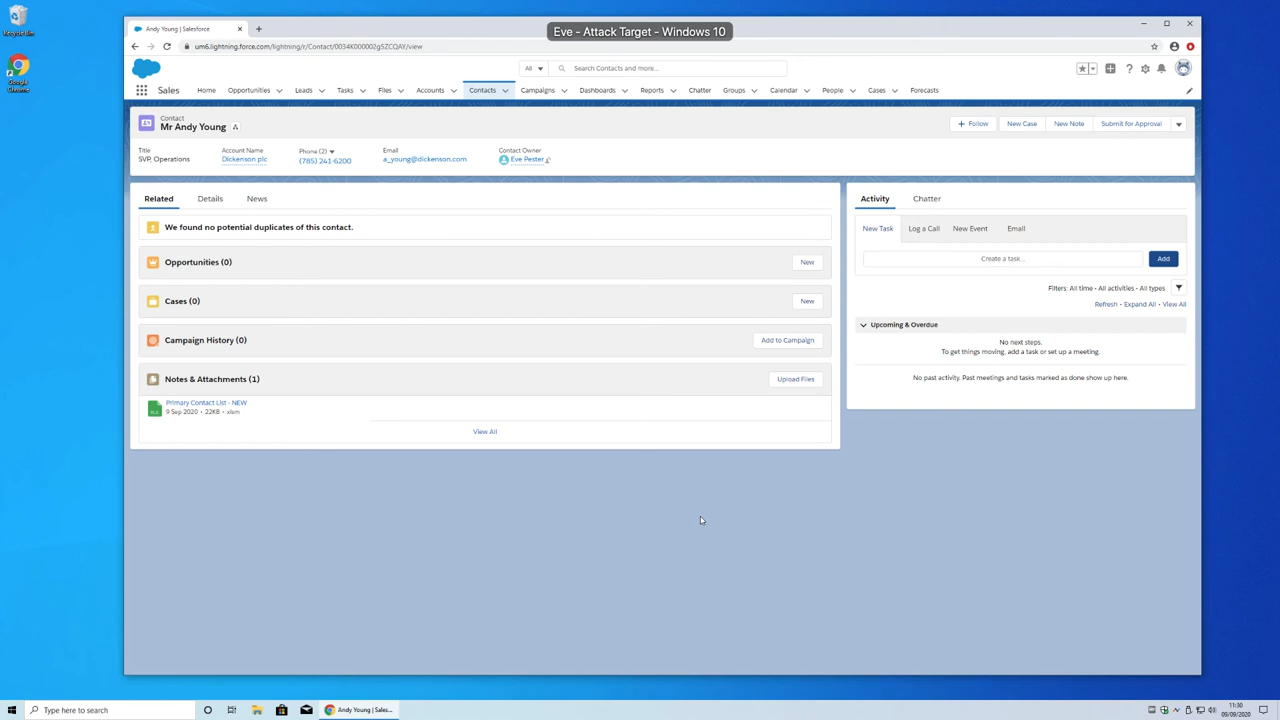 Recycle Bin
Google
Chrome
Andy Young | Salesforce
Eve - Attack Target - Windows 10
um6.lightning.force.com/lightning/r/Contact/0034K000002gSZCQAY/view
All
Search Contacts and more...
Sales
Home
Opportunities
Leads
Tasks
Files
Accounts
Contacts
Campaigns
Dashboards
Reports
Chatter
Groups
Calendar
People
Cases
Forecasts
Contact
Mr Andy Young
+ Follow
New Case
New Note
Submit for Approval
Title
SVP, Operations
Account Name
Dickenson plc
Phone (2)
(785) 241-6200
Email
a_young@dickenson.com
Contact Owner
Eve Pester
Related
Details
News
We found no potential duplicates of this contact.
Opportunities (0)
New
Cases (0)
New
Campaign History (0)
Add to Campaign
Notes & Attachments (1)
Upload Files
Primary Contact List - NEW
9 Sep 2020 • 22KB • xlsm
View All
Activity
Chatter
New Task
Log a Call
New Event
Email
Create a task...
Add
Filters: All time • All activities • All types
Refresh • Expand All • View All
Upcoming & Overdue
No next steps.
To get things moving, add a task or set up a meeting.
No past activity. Past meetings and tasks marked as done show up here.
Type here to search
Andy Young | Sales...
11:30
09/09/2020